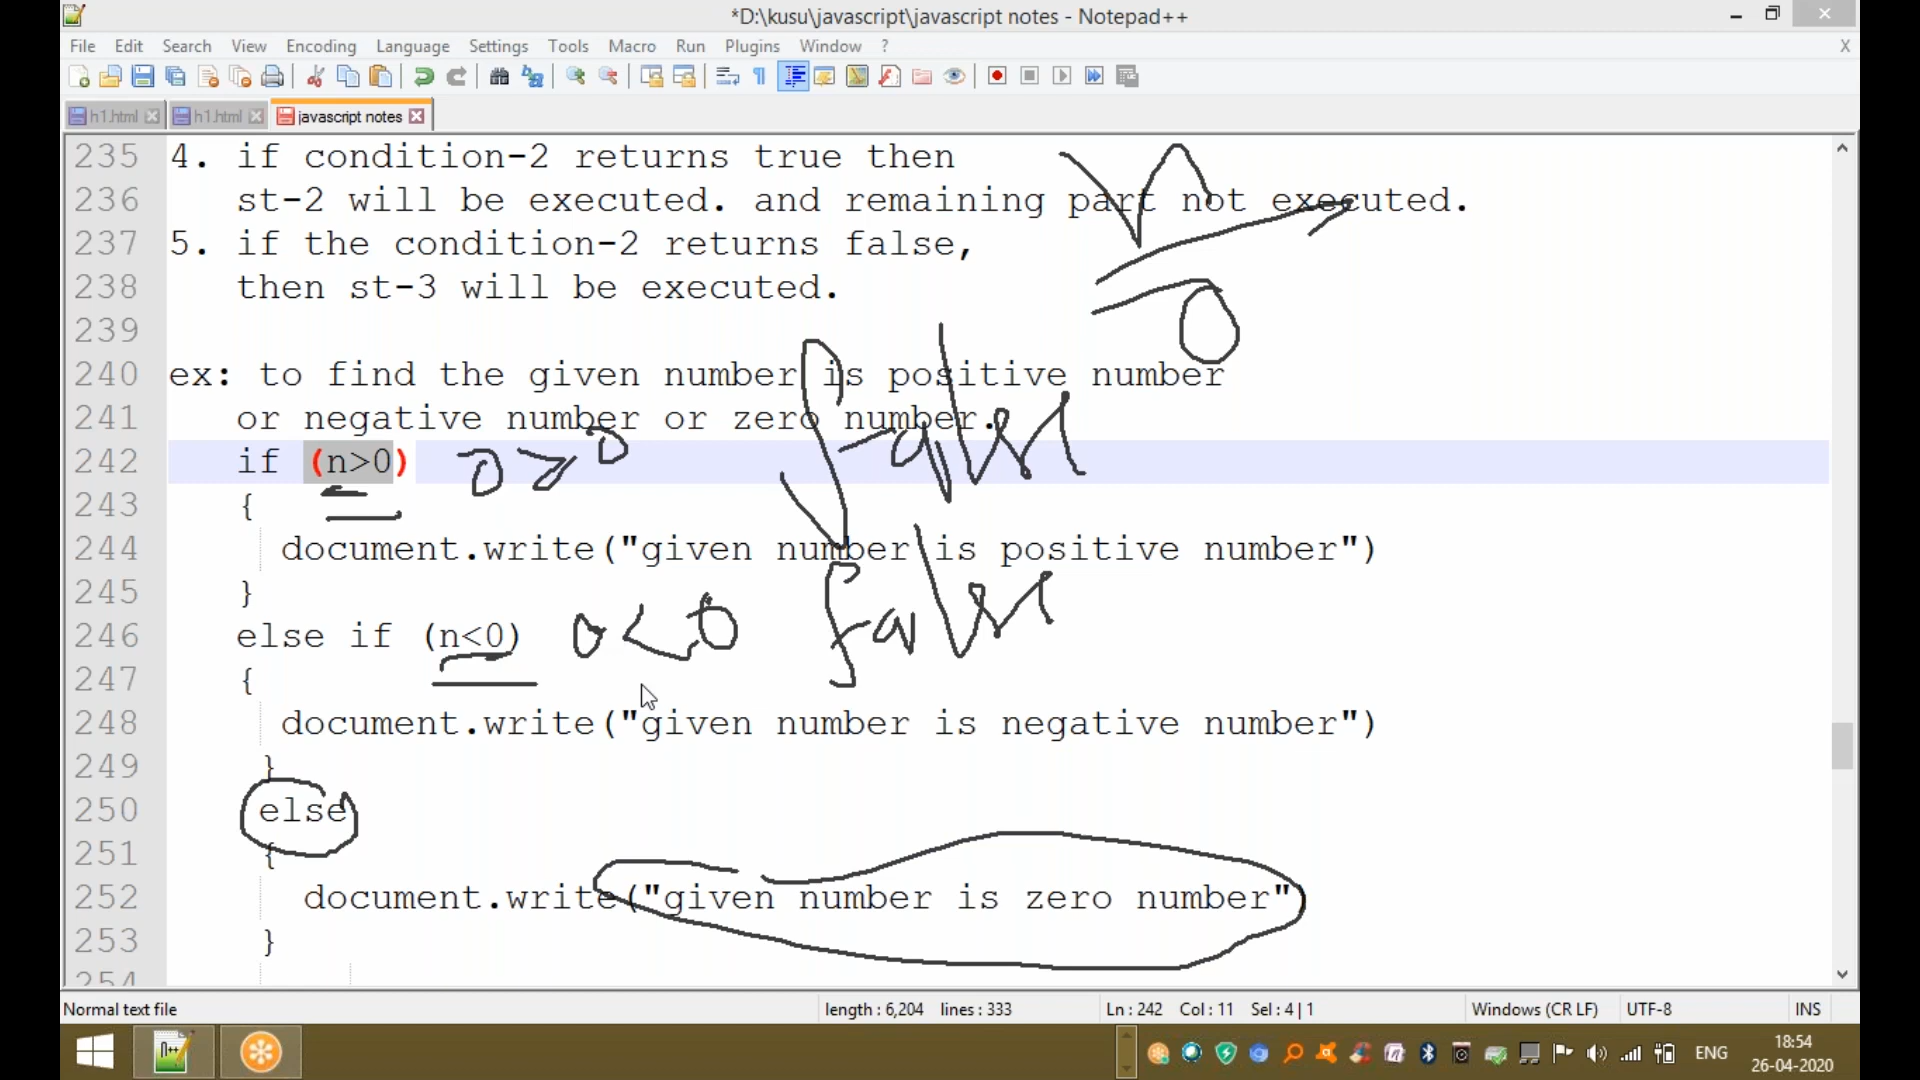 *D:\kusu\javascript\javascript notes - Notepad++
File Edit Search View Encoding Language Settings Tools Macro Run Plugins Window ? X
h1.html h1.html javascript notes
235 4. if condition-2 returns true then
236 st-2 will be executed. and remaining part not executed.
237 5. if the condition-2 returns false,
238 then st-3 will be executed.
239
240 ex: to find the given number is positive number
241 or negative number or zero number.
242 if (n>0) 0>0 false
243 {
244 document.write("given number is positive number")
245 }
246 else if (n<0) 0<0 false
247 {
248 document.write("given number is negative number")
249 }
250 else
251 {
252 document.write("given number is zero number")
253 }
254
Normal text file length : 6,204 lines : 333 Ln : 242 Col : 11 Sel : 4 | 1 Windows (CR LF) UTF-8 INS
ENG 18:54
26-04-2020